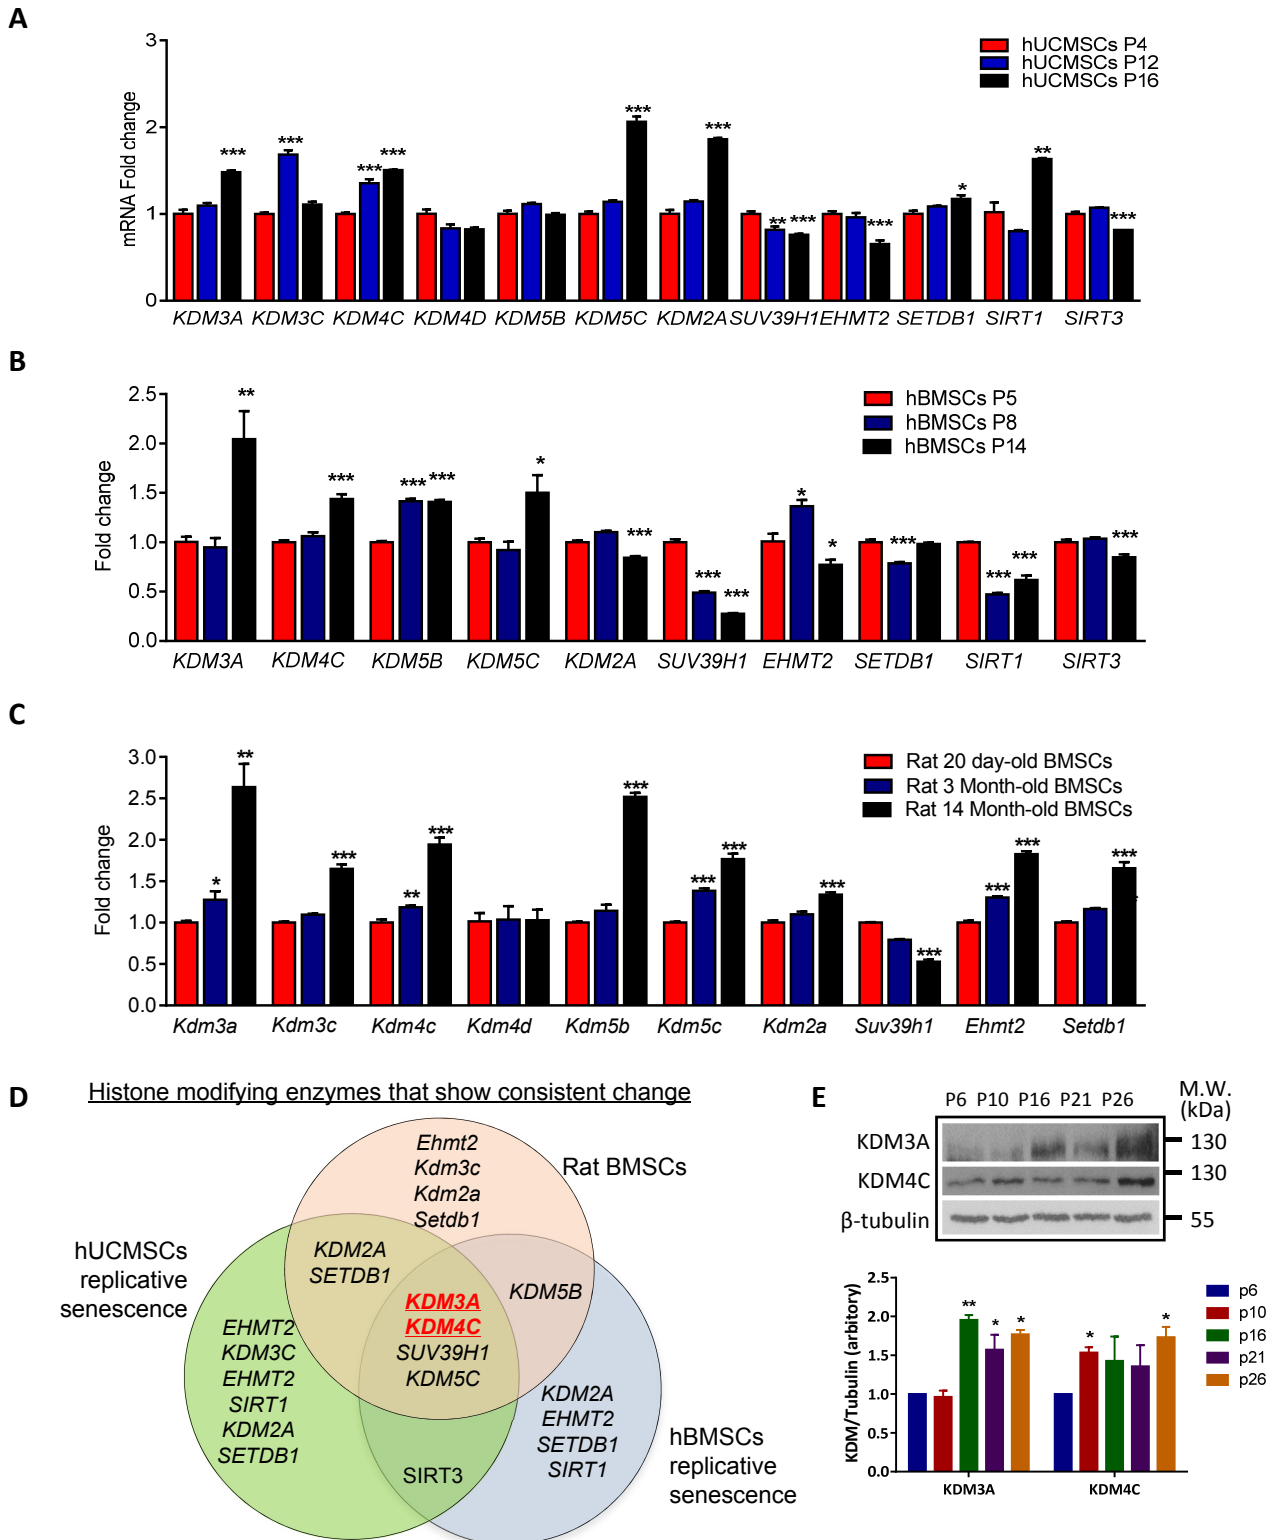 A
3
2
1
0
mRNA Fold change
hUCMSCs P4
hUCMSCs P12
hUCMSCs P16
***
***
***
***
***
***
**
***
***
*
**
***
KDM3A KDM3C KDM4C KDM4D KDM5B KDM5C KDM2A SUV39H1 EHMT2 SETDB1 SIRT1 SIRT3
B
2.5
2.0
1.5
1.0
0.5
0.0
Fold change
hBMSCs P5
hBMSCs P8
hBMSCs P14
**
***
***
***
*
***
***
***
*
*
***
***
***
***
KDM3A KDM4C KDM5B KDM5C KDM2A SUV39H1 EHMT2 SETDB1 SIRT1 SIRT3
C
3.0
2.5
2.0
1.5
1.0
0.5
0.0
Fold change
Rat 20 day-old BMSCs
Rat 3 Month-old BMSCs
Rat 14 Month-old BMSCs
*
**
***
**
***
***
***
***
***
***
***
***
***
Kdm3a Kdm3c Kdm4c Kdm4d Kdm5b Kdm5c Kdm2a Suv39h1 Ehmt2 Setdb1
D
Histone modifying enzymes that show consistent change
Ehmt2
Kdm3c
Kdm2a
Setdb1
Rat BMSCs
hUCMSCs
replicative
senescence
KDM2A
SETDB1
KDM5B
KDM3A
KDM4C
SUV39H1
KDM5C
EHMT2
KDM3C
EHMT2
SIRT1
KDM2A
SETDB1
KDM2A
EHMT2
SETDB1
SIRT1
SIRT3
hBMSCs
replicative
senescence
E
P6 P10 P16 P21 P26
M.W.
(kDa)
KDM3A
130
KDM4C
130
β-tubulin
55
2.5
2.0
1.5
1.0
0.5
0.0
KDM/Tubulin (arbitory)
**
*
*
*
*
KDM3A KDM4C
p6
p10
p16
p21
p26